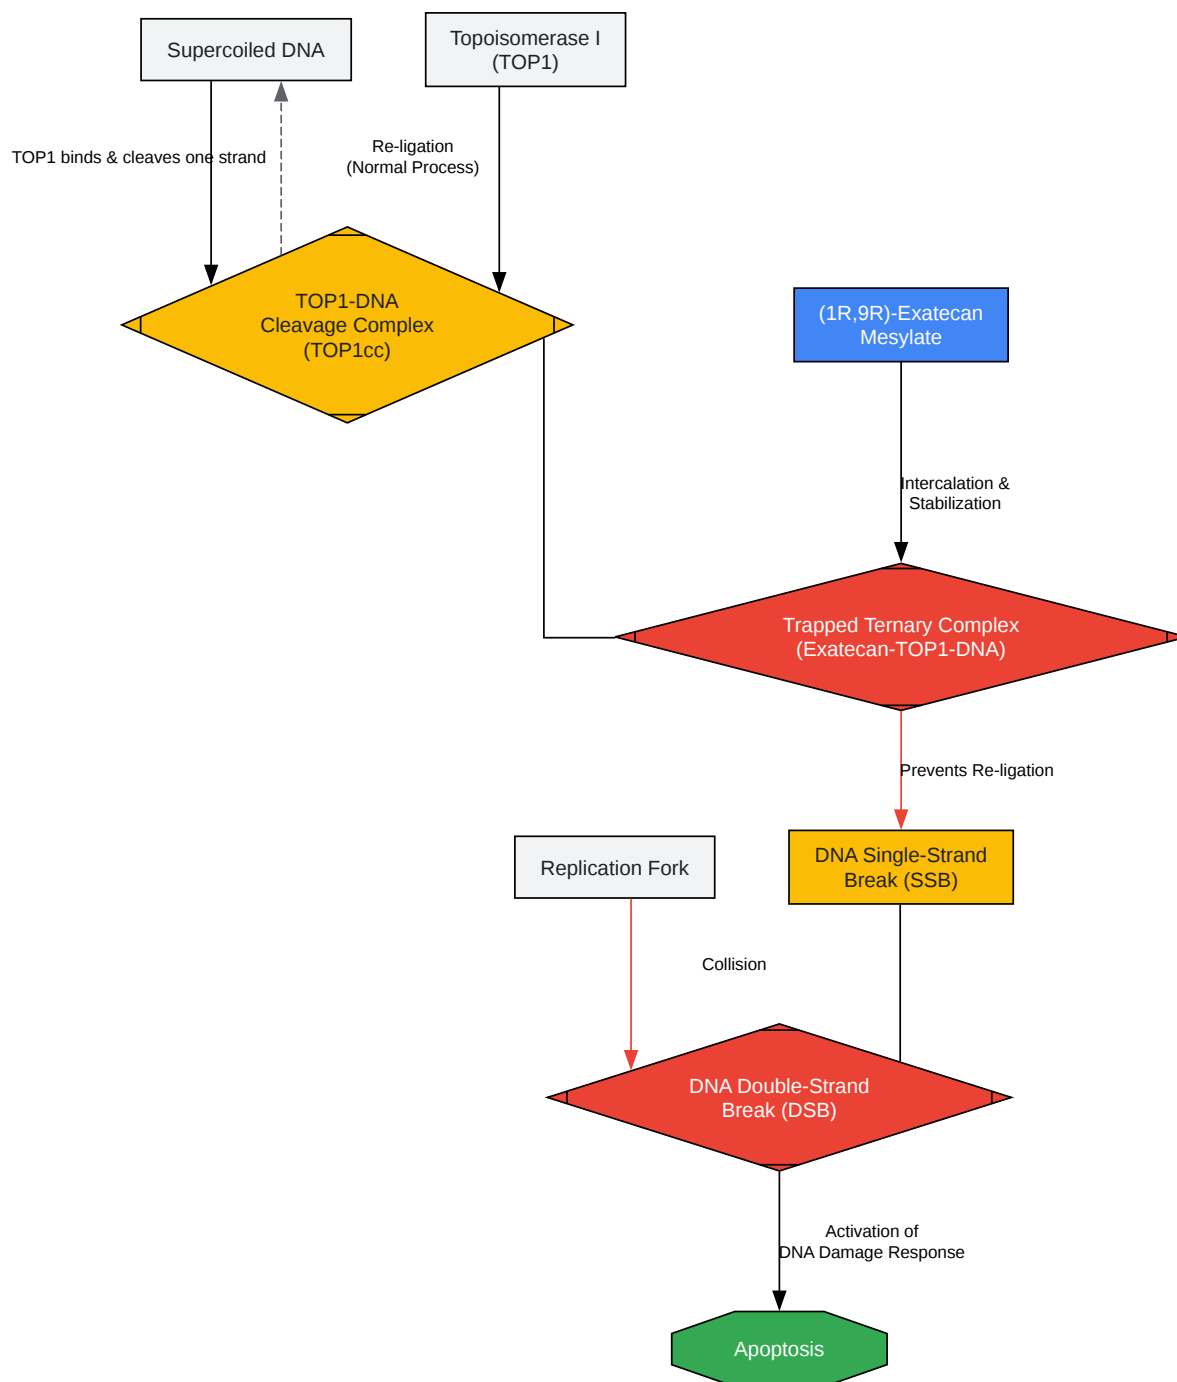 Supercoiled DNA
Topoisomerase I
(TOP1)
TOP1 binds & cleaves one strand
Re-ligation
(Normal Process)
TOP1-DNA
Cleavage Complex
(TOP1cc)
(1R,9R)-Exatecan
Mesylate
Intercalation &
Stabilization
Trapped Ternary Complex
(Exatecan-TOP1-DNA)
Prevents Re-ligation
Replication Fork
DNA Single-Strand
Break (SSB)
Collision
DNA Double-Strand
Break (DSB)
Activation of
DNA Damage Response
Apoptosis